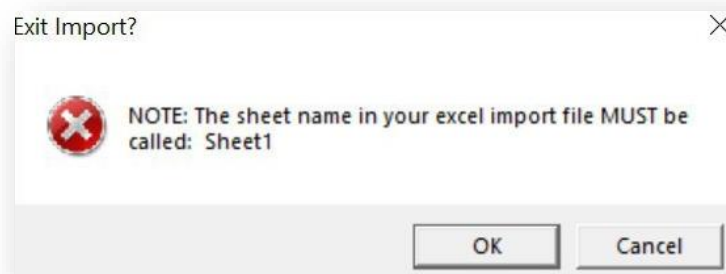 Exit Import?
NOTE: The sheet name in your excel import file MUST be
called: Sheet1
OK
Cancel